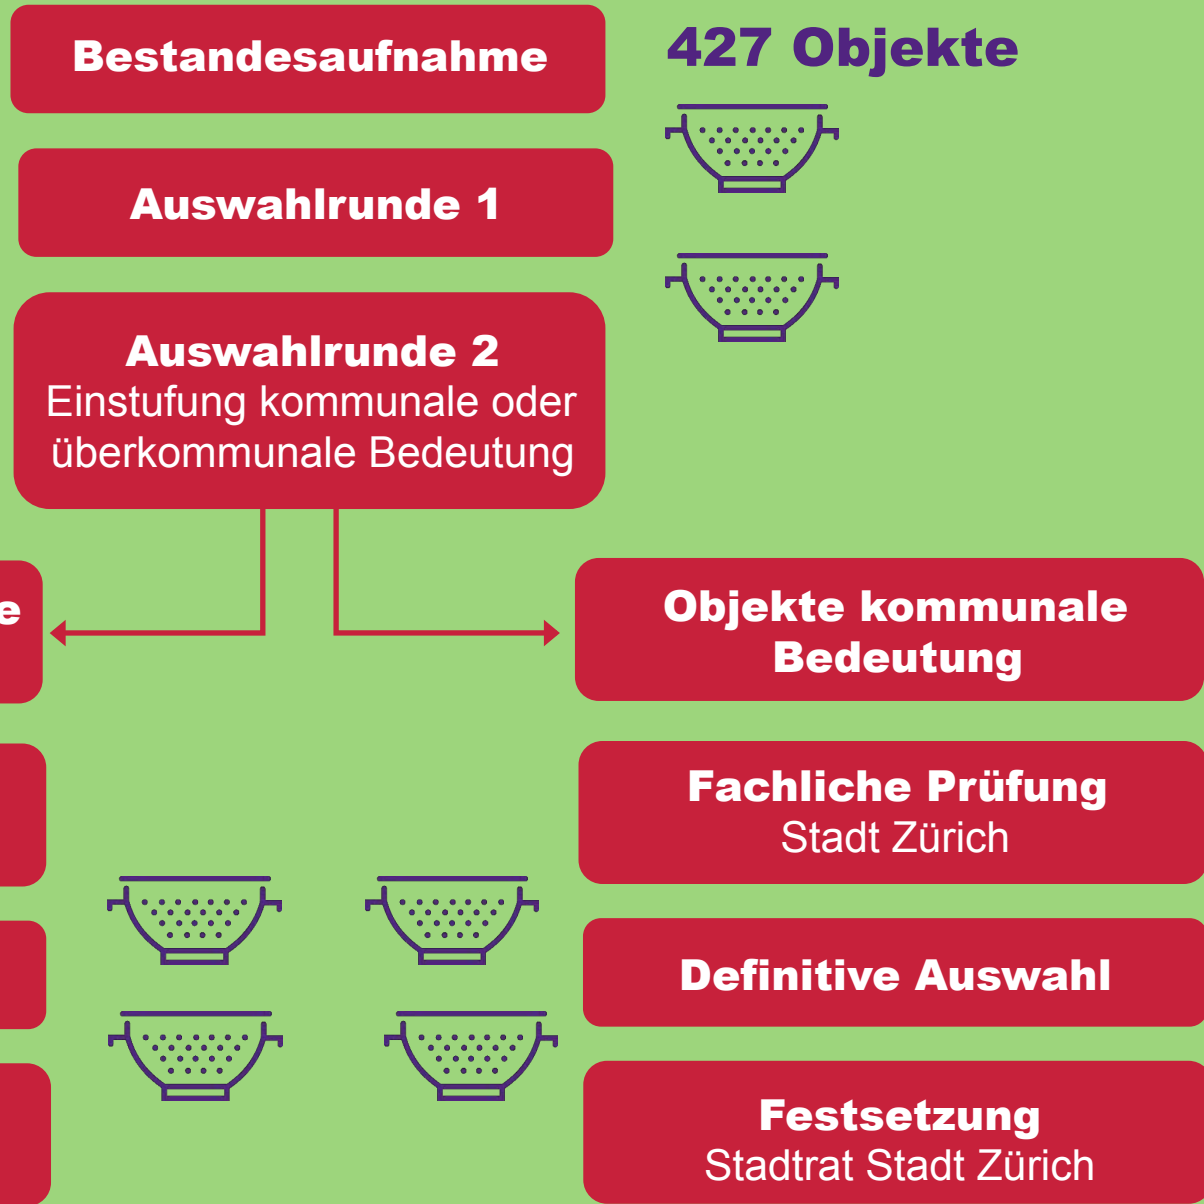 Bestandesaufnahme
427 Objekte
Auswahlrunde 1
Auswahlrunde 2
Einstufung kommunale oder
überkommunale Bedeutung
Objekte kommunale
Bedeutung
Fachliche Prüfung
Stadt Zürich
Definitive Auswahl
Festsetzung
Stadtrat Stadt Zürich